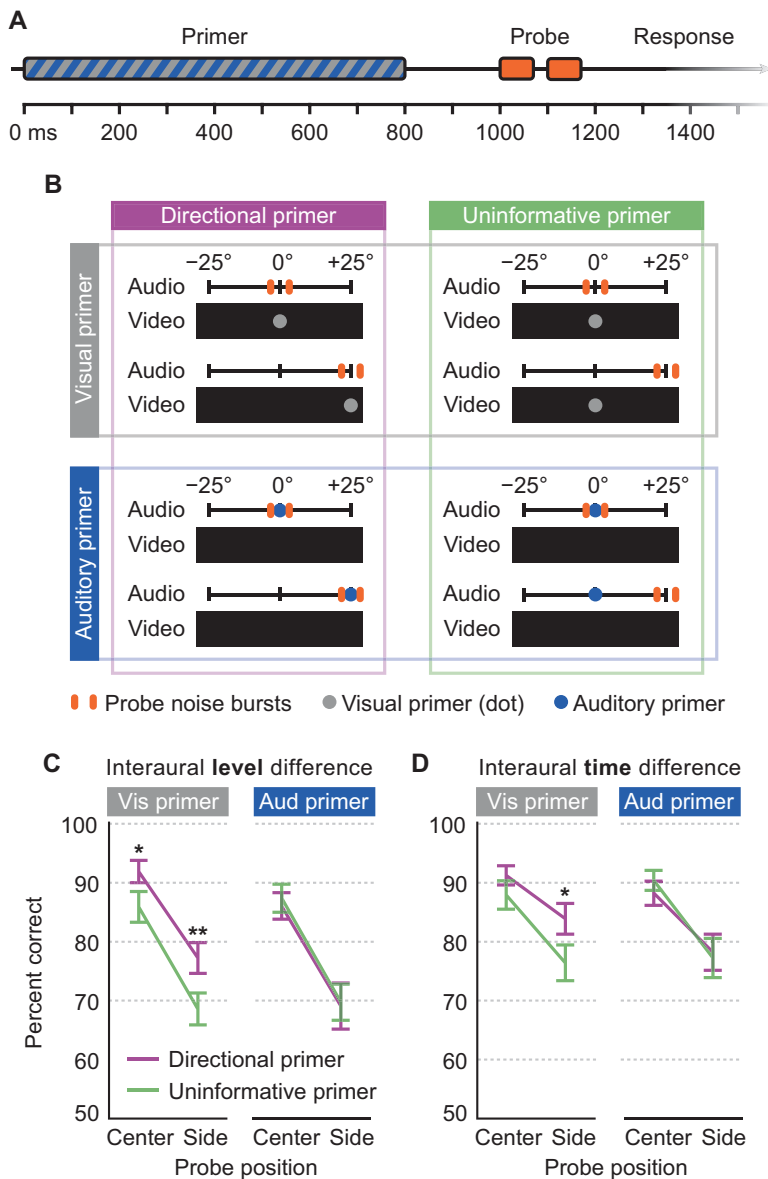 A
Primer Probe Response
0 ms 200 400 600 800 1000 1200 1400
B
Directional primer Uninformative primer
Visual primer
−25° 0° +25° −25° 0° +25°
Audio Audio
Video Video
Audio Audio
Video Video
Auditory primer
−25° 0° +25° −25° 0° +25°
Audio Audio
Video Video
Audio Audio
Video Video
Probe noise bursts Visual primer (dot) Auditory primer
C Interaural level difference
Vis primer Aud primer
Percent correct
100
90
80
70
60
50
*
**
Directional primer
Uninformative primer
Center Side Center Side
Probe position
D Interaural time difference
Vis primer Aud primer
100
90
80
70
60
50
*
Center Side Center Side
Probe position